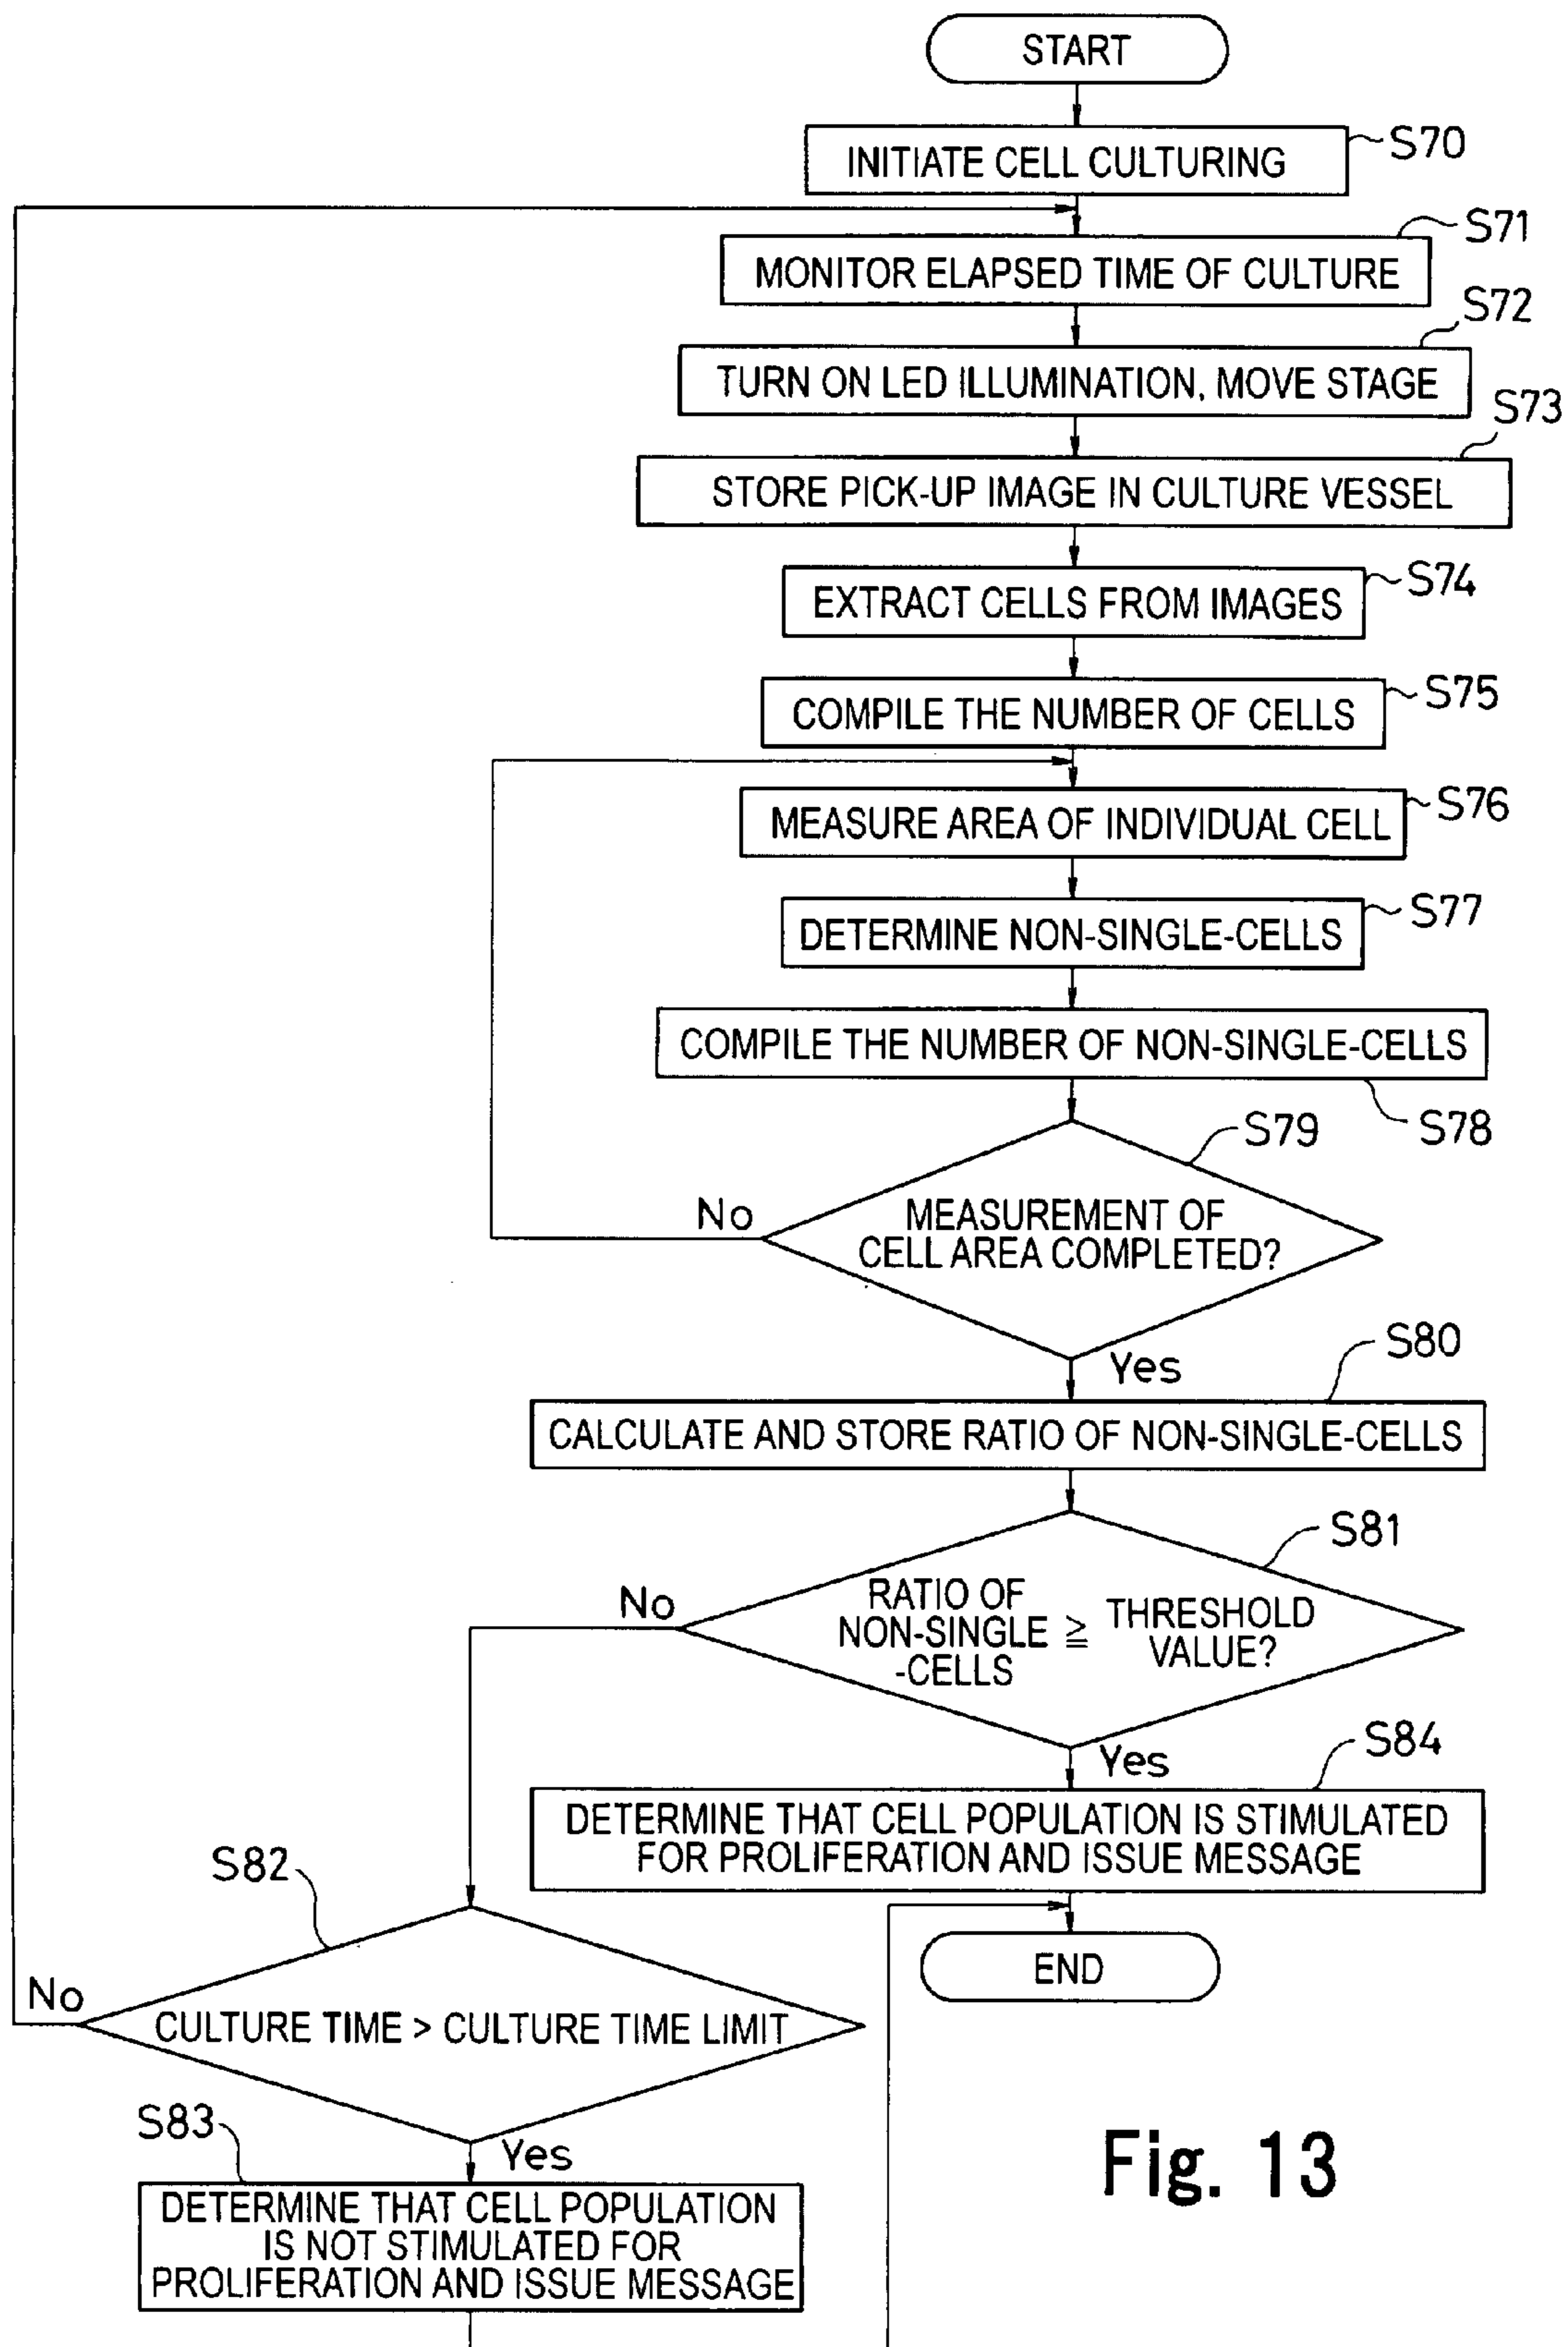 START
INITIATE CELL CULTURING
S70
MONITOR ELAPSED TIME OF CULTURE
S71
TURN ON LED ILLUMINATION, MOVE STAGE
S72
STORE PICK-UP IMAGE IN CULTURE VESSEL
S73
EXTRACT CELLS FROM IMAGES
S74
COMPILE THE NUMBER OF CELLS
S75
MEASURE AREA OF INDIVIDUAL CELL
S76
DETERMINE NON-SINGLE-CELLS
S77
COMPILE THE NUMBER OF NON-SINGLE-CELLS
S78
S79
No
MEASUREMENT OF
CELL AREA COMPLETED?
Yes
S80
CALCULATE AND STORE RATIO OF NON-SINGLE-CELLS
S81
No
RATIO OF
NON-SINGLE
-CELLS
≧
THRESHOLD
VALUE?
Yes
S84
DETERMINE THAT CELL POPULATION IS STIMULATED
FOR PROLIFERATION AND ISSUE MESSAGE
END
S82
No
CULTURE TIME > CULTURE TIME LIMIT
Yes
S83
DETERMINE THAT CELL POPULATION
IS NOT STIMULATED FOR
PROLIFERATION AND ISSUE MESSAGE
Fig. 13